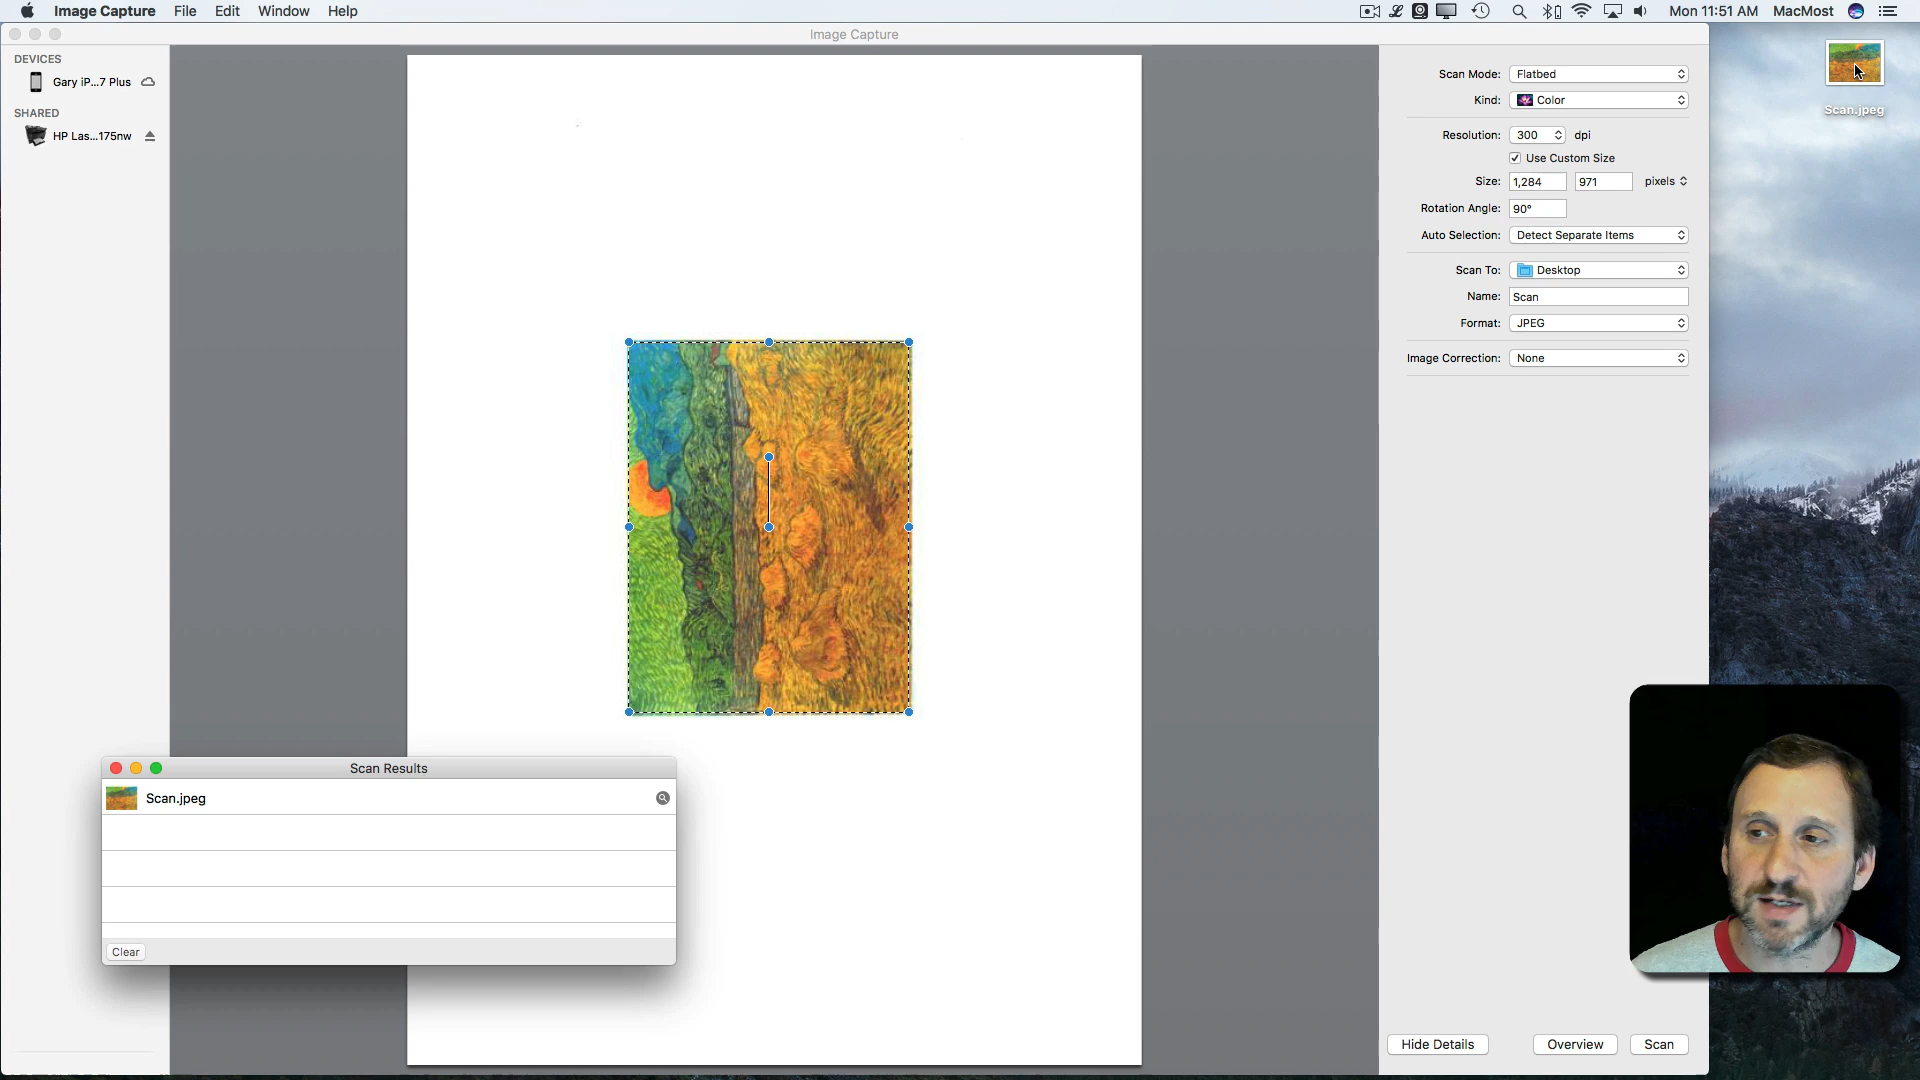 Image Capture File Edit Window Help Mon 11:51 AM MacMost
Image Capture
DEVICES
Gary iP...7 Plus
SHARED
HP Las...175nw
Scan Mode: Flatbed
Kind: Color
Resolution: 300 dpi
Use Custom Size
Size: 1,284 971 pixels
Rotation Angle: 90°
Auto Selection: Detect Separate Items
Scan To: Desktop
Name: Scan
Format: JPEG
Image Correction: None
Scan.jpeg
Scan Results
Scan.jpeg
Clear
Hide Details Overview Scan